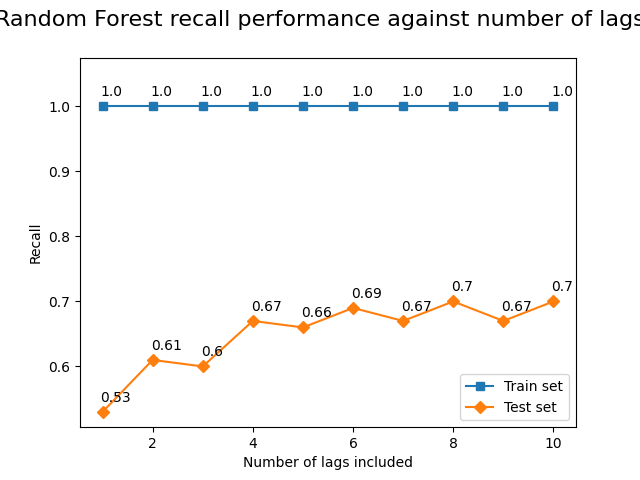 Random Forest recall performance against number of lags
1.0 1.0 1.0 1.0 1.0 1.0 1.0 1.0 1.0 1.0
1.0
0.9
0.8
0.7
0.6
Recall
0.53 0.61 0.6 0.67 0.66 0.69 0.67 0.7 0.67 0.7
Train set
Test set
2 4 6 8 10
Number of lags included